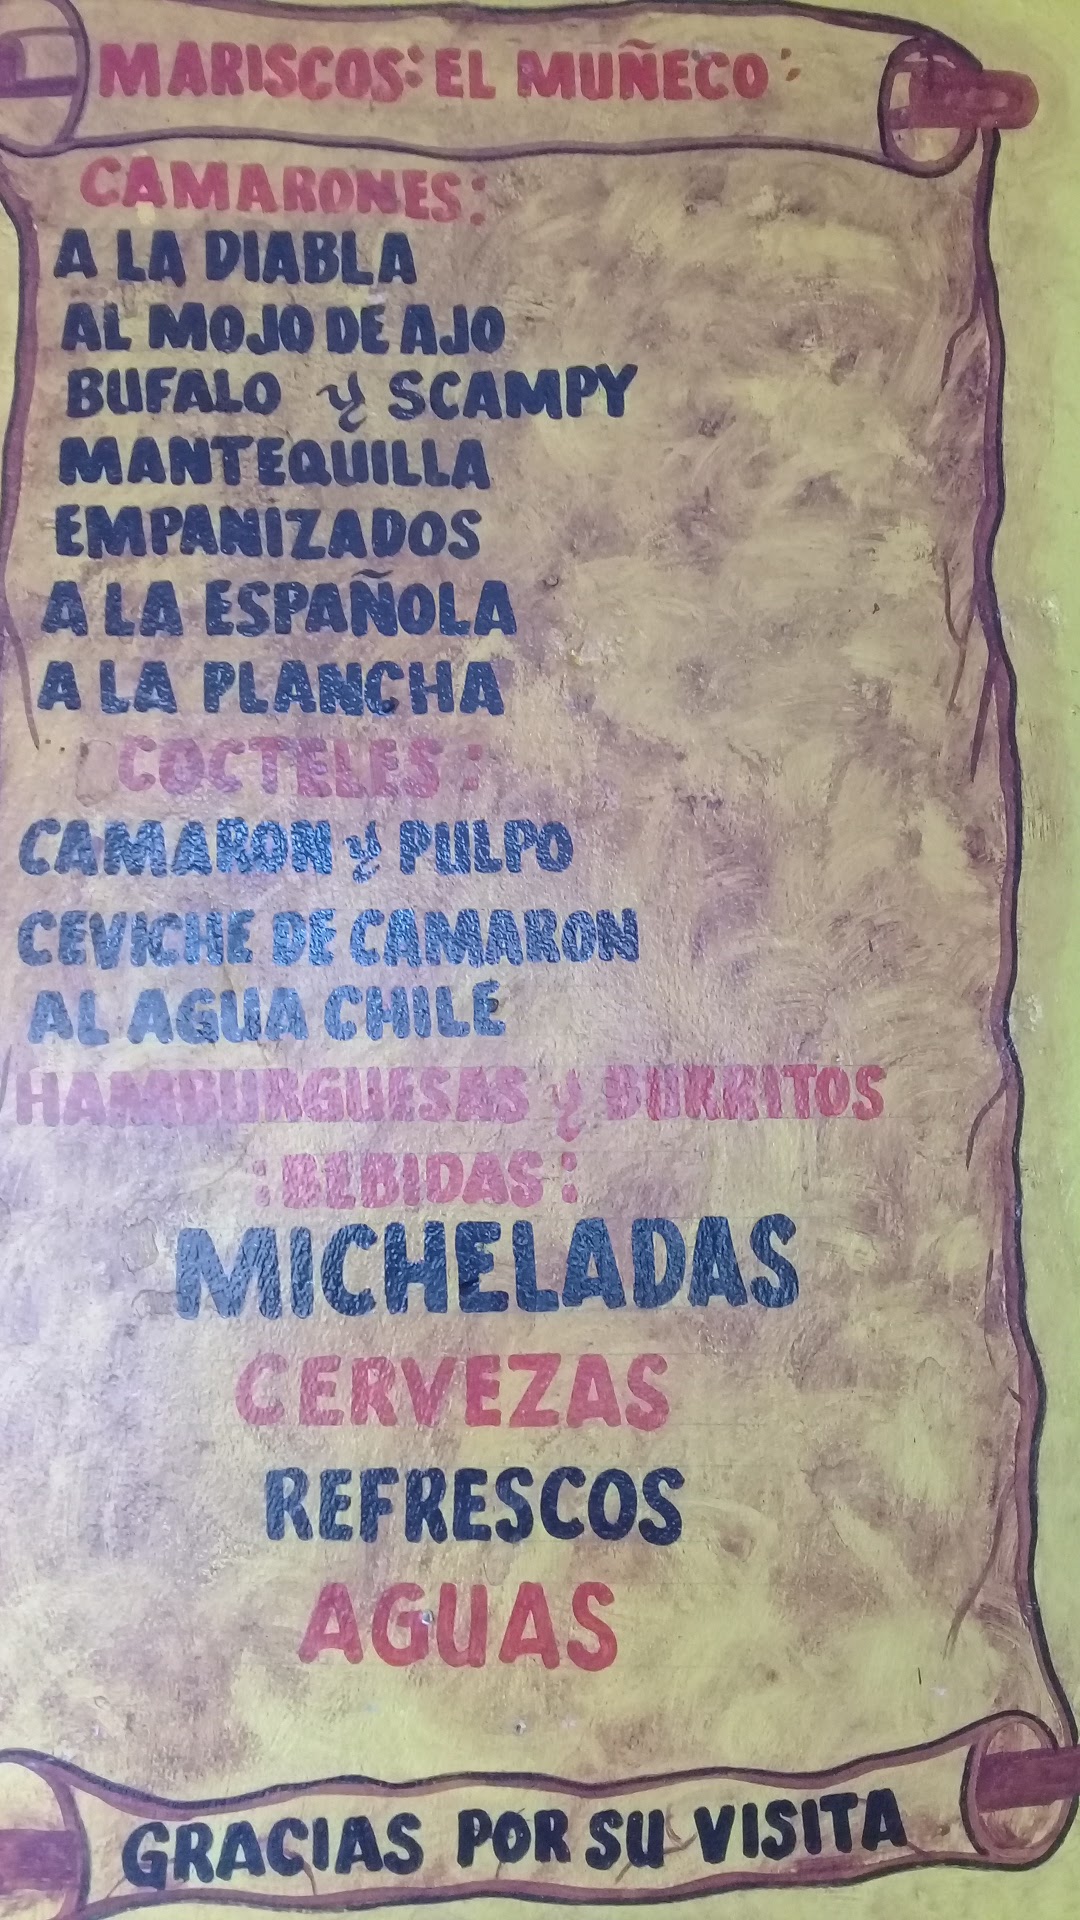 MARISCOS: EL MUÑECO :
CAMARONES:
A LA DIABLA
AL MOJO DE AJO
BUFALO y SCAMPY
MANTEQUILLA
EMPANIZADOS
A LA ESPAÑOLA
A LA PLANCHA
COCTELES:
CAMARON y PULPO
CEVICHE DE CAMARON
AL AGUA CHILE
HAMBURGUESAS y BURRITOS
:BEBIDAS:
MICHELADAS
CERVEZAS
REFRESCOS
AGUAS
GRACIAS POR SU VISITA